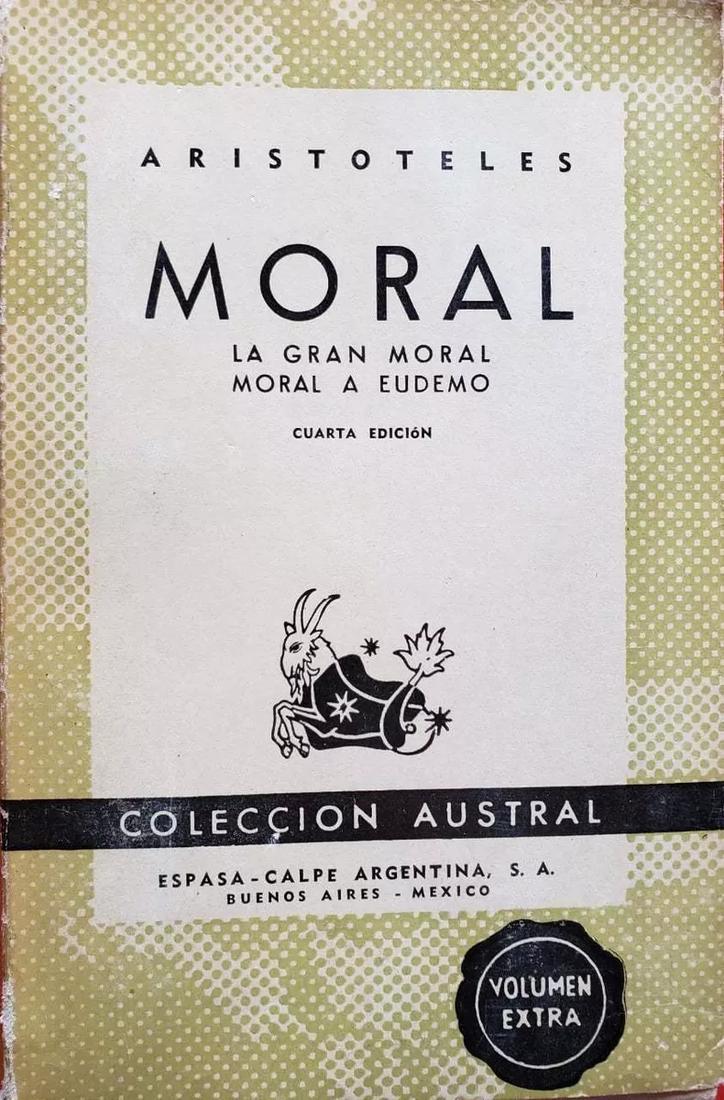 ARISTOTELES
MORAL
LA GRAN MORAL
MORAL A EUDEMO
CUARTA EDICIóN
COLECCION AUSTRAL
ESPASA-CALPE ARGENTINA, S. A.
BUENOS AIRES - MEXICO
VOLUMEN
EXTRA